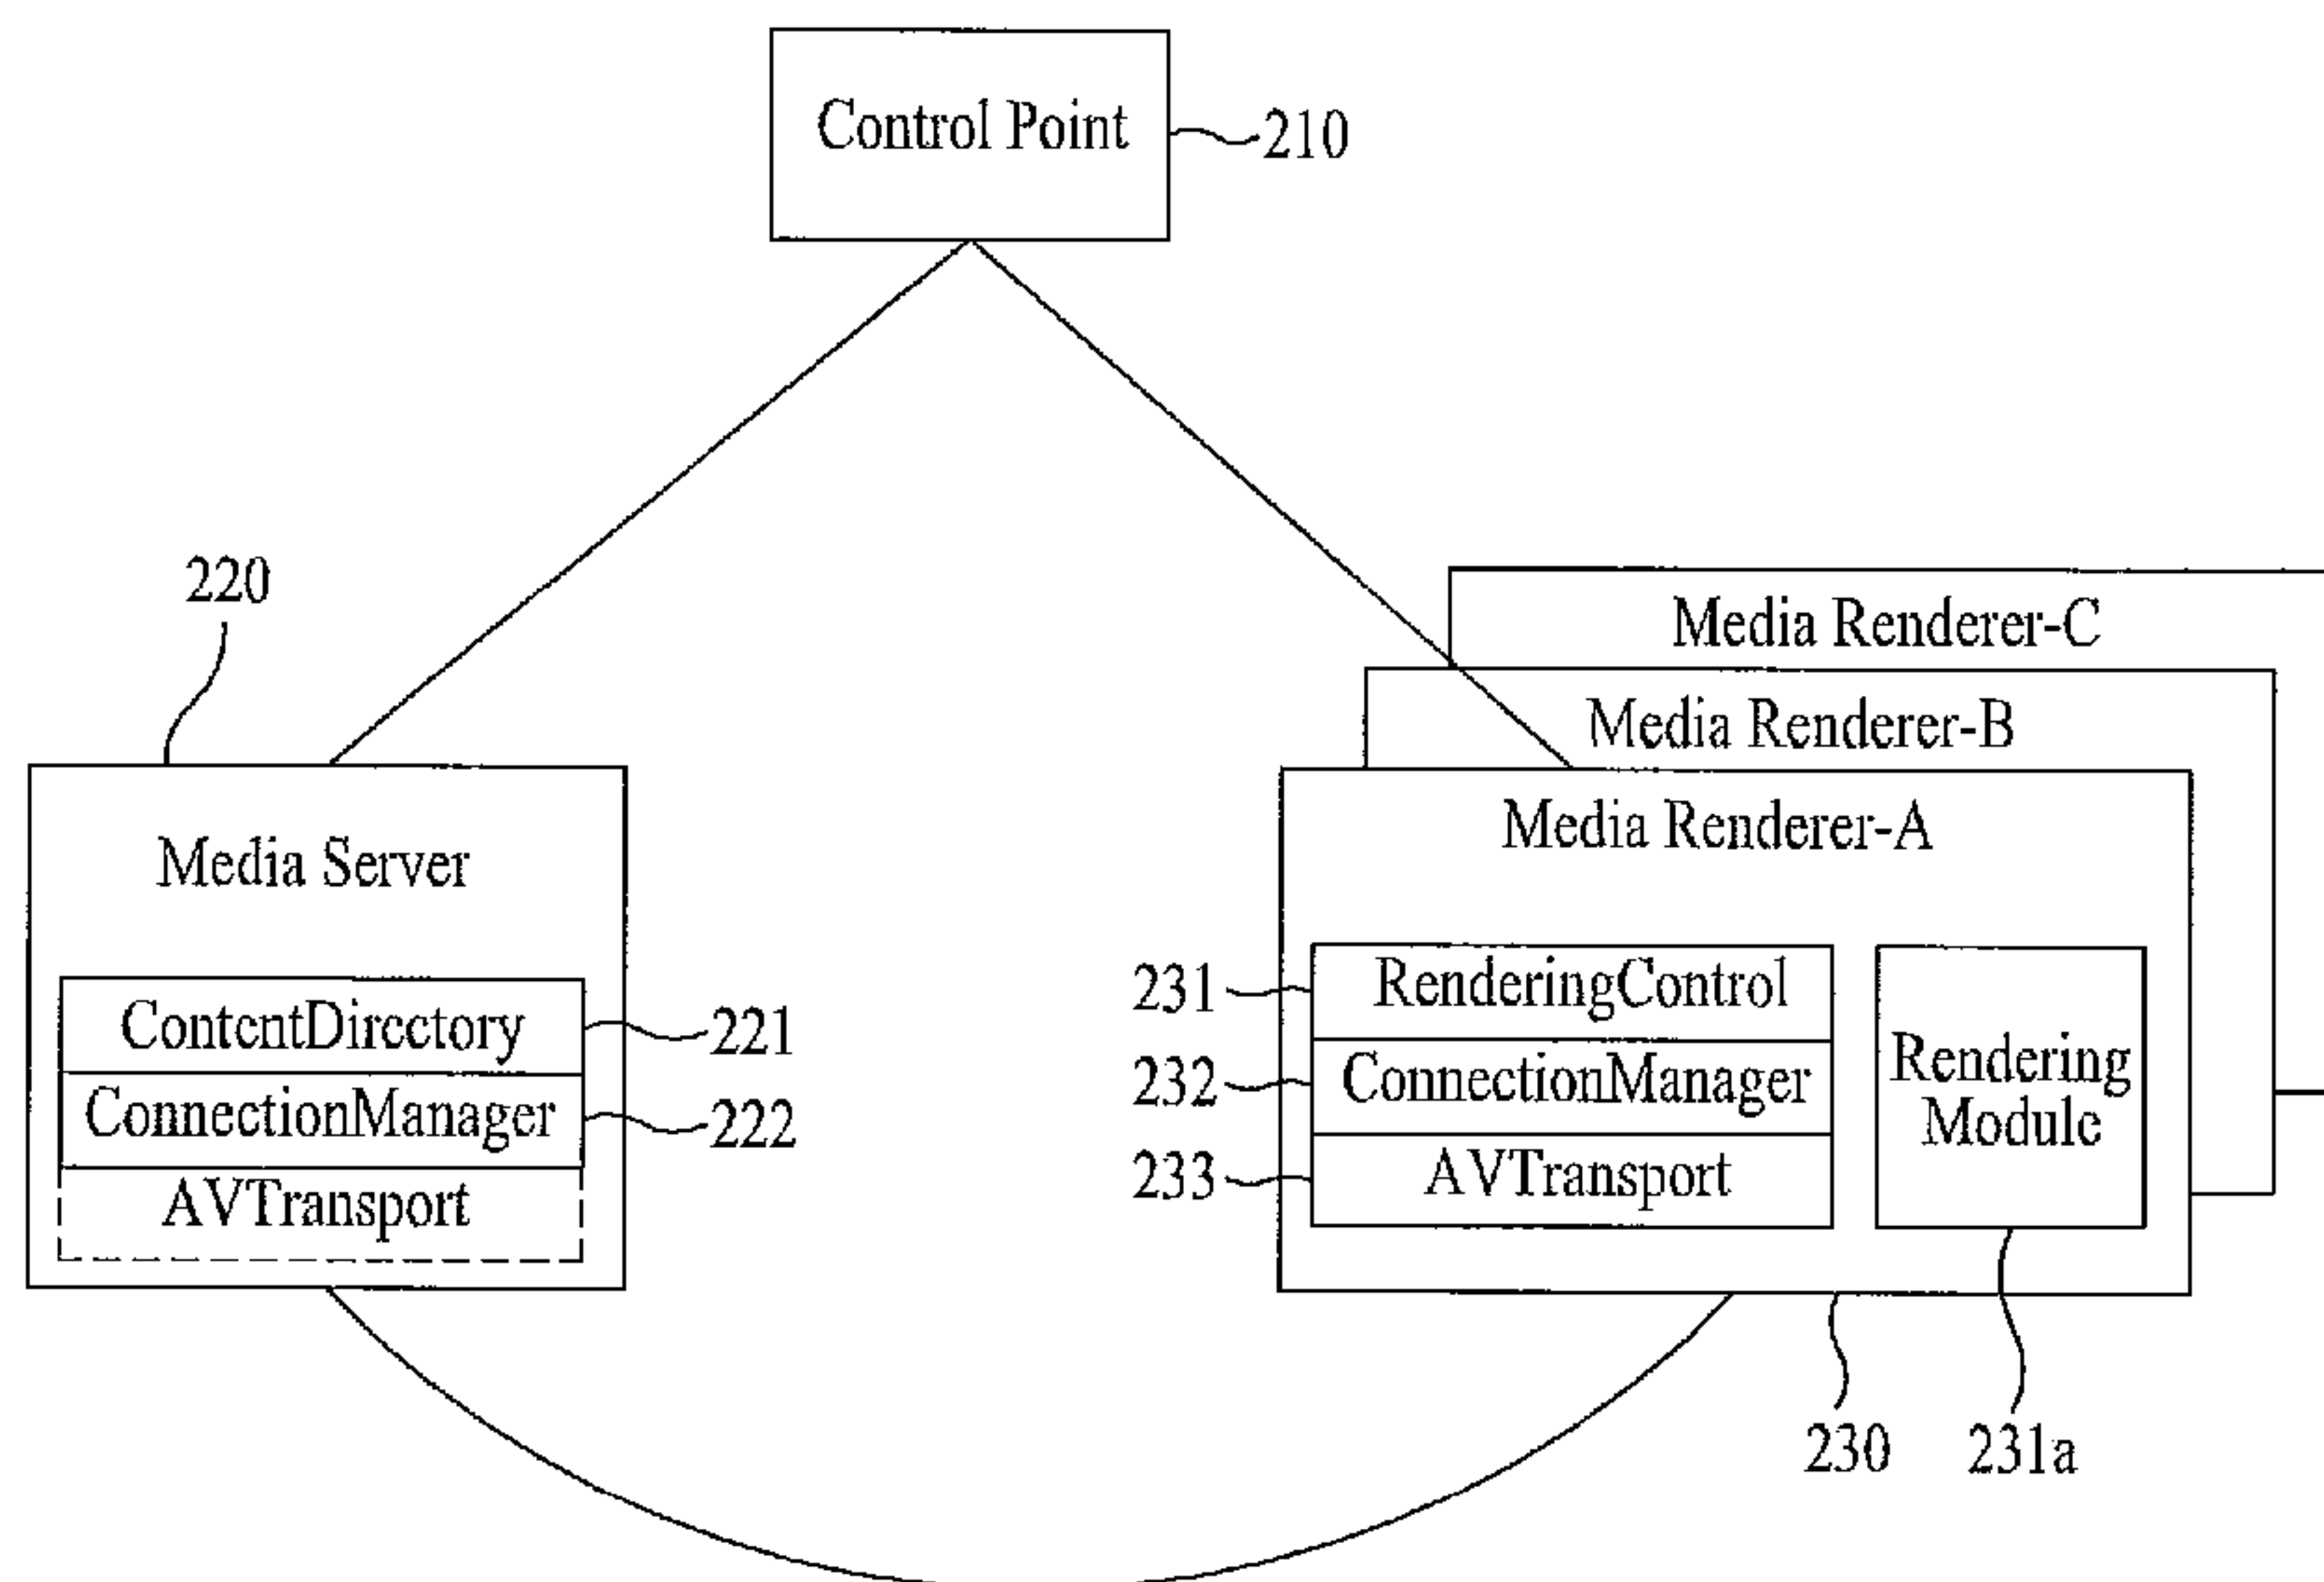 Control Point
210
220
Media Renderer-C
Media Renderer-B
Media Renderer-A
Media Server
ContentDirectory
221
ConnectionManager
222
AVTransport
231
RenderingControl
232
ConnectionManager
233
AVTransport
Rendering
Module
230
231a